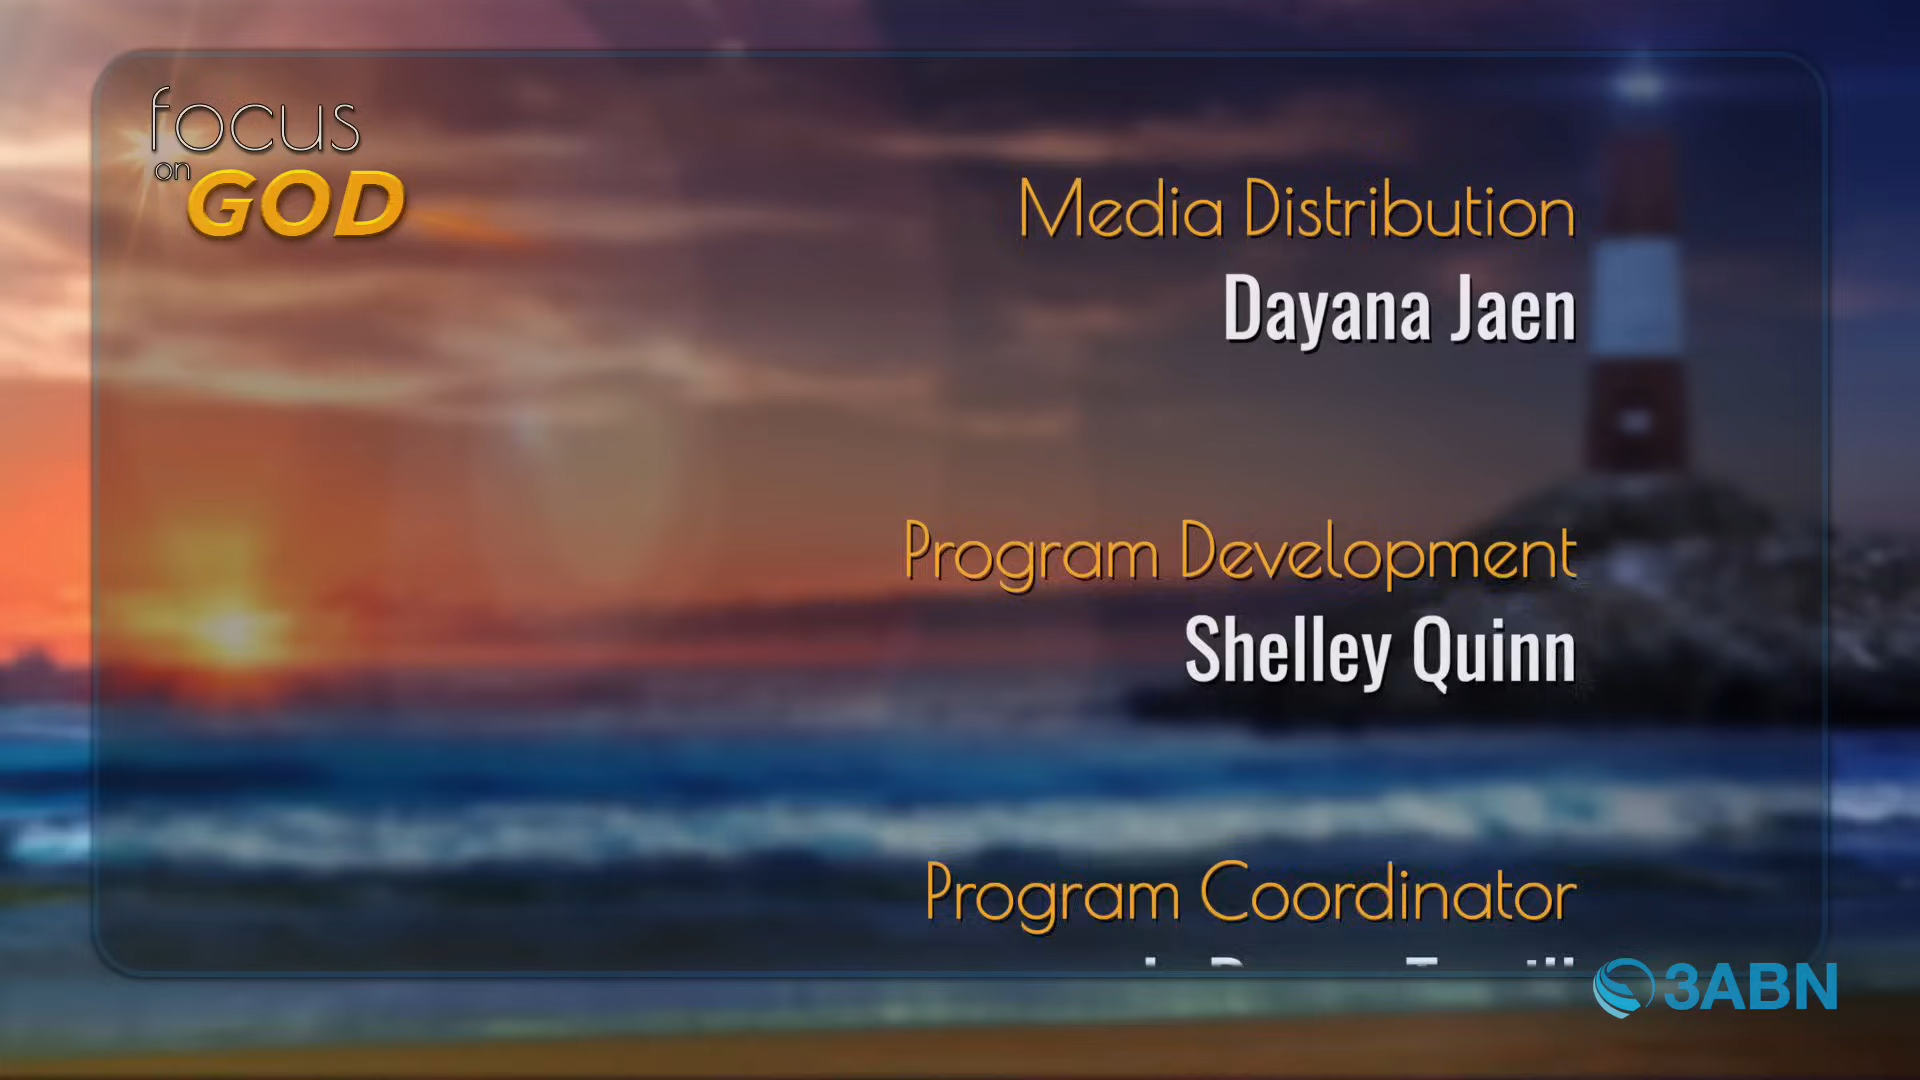 focus
on
GOD
Media Distribution
Dayana Jaen
Program Development
Shelley Quinn
Program Coordinator
3ABN